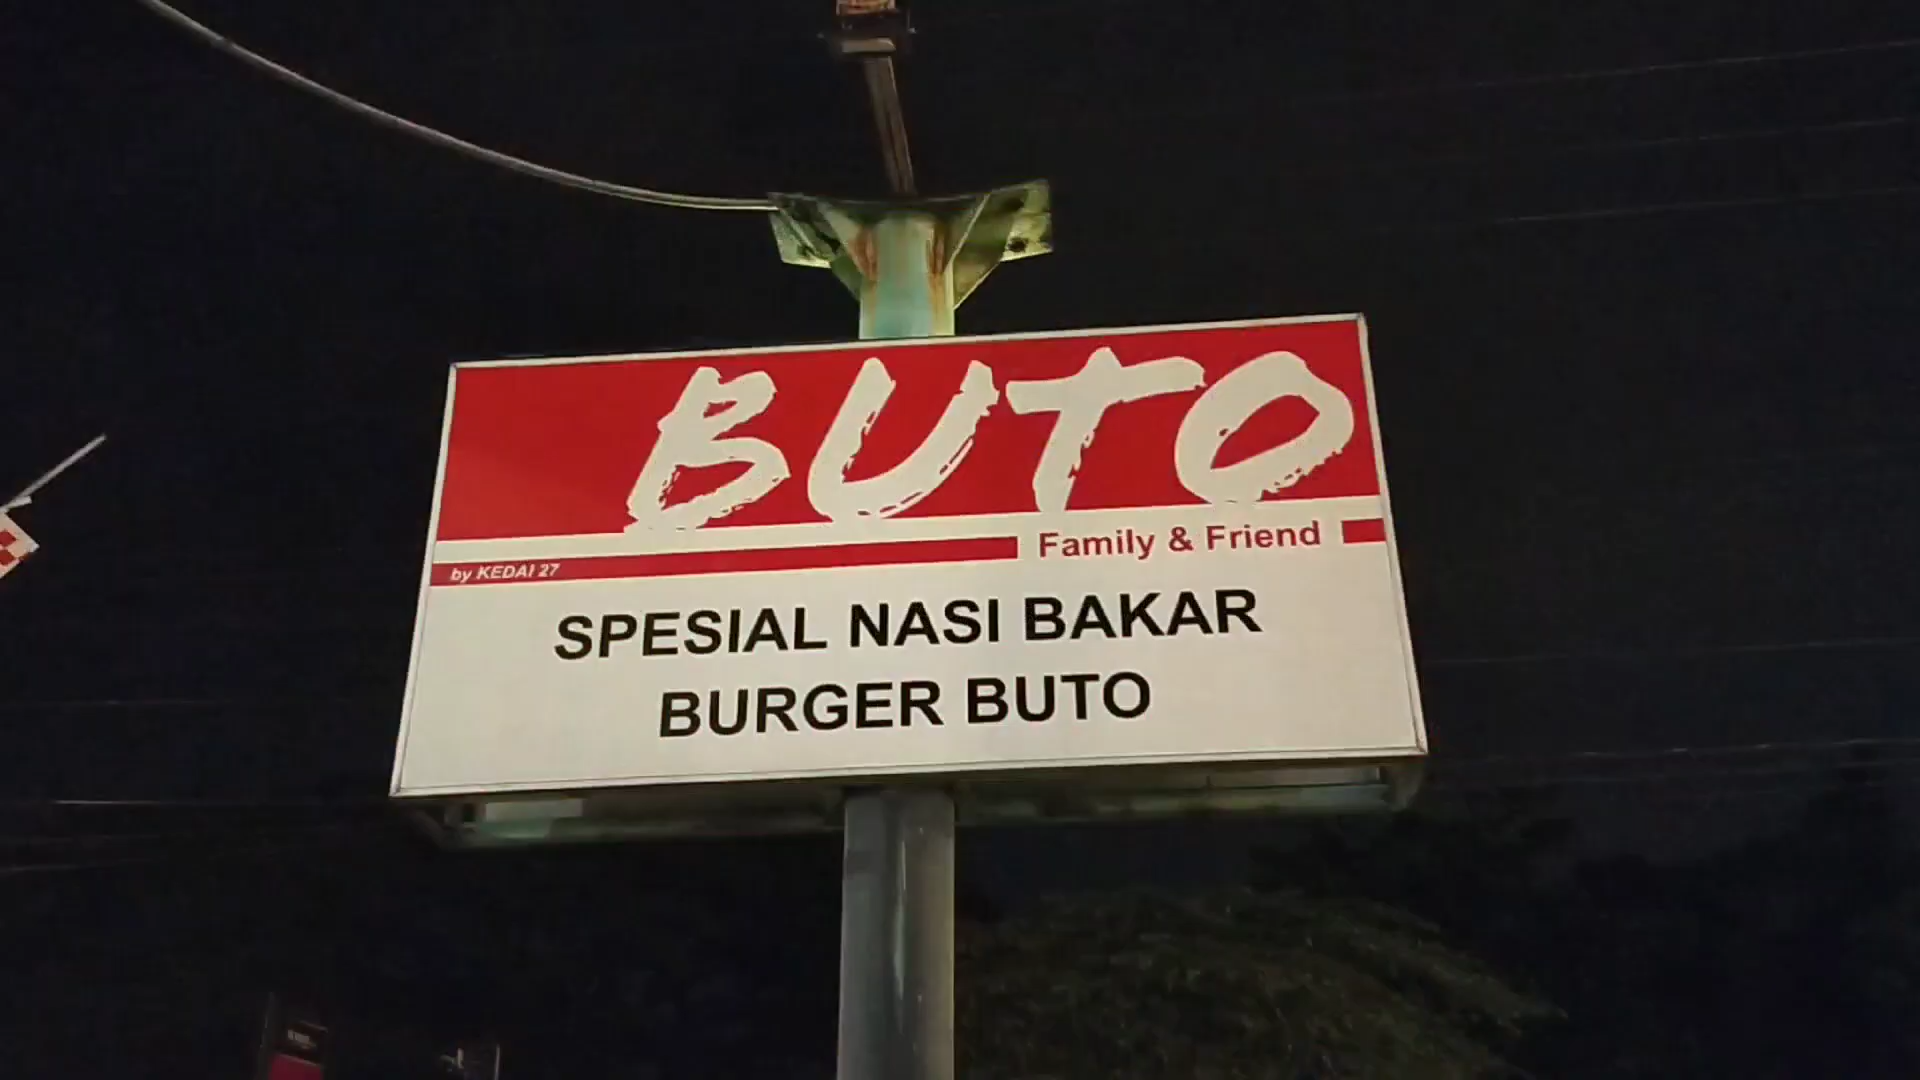 BUTO
Family & Friend
by KEDAI 27
SPESIAL NASI BAKAR
BURGER BUTO